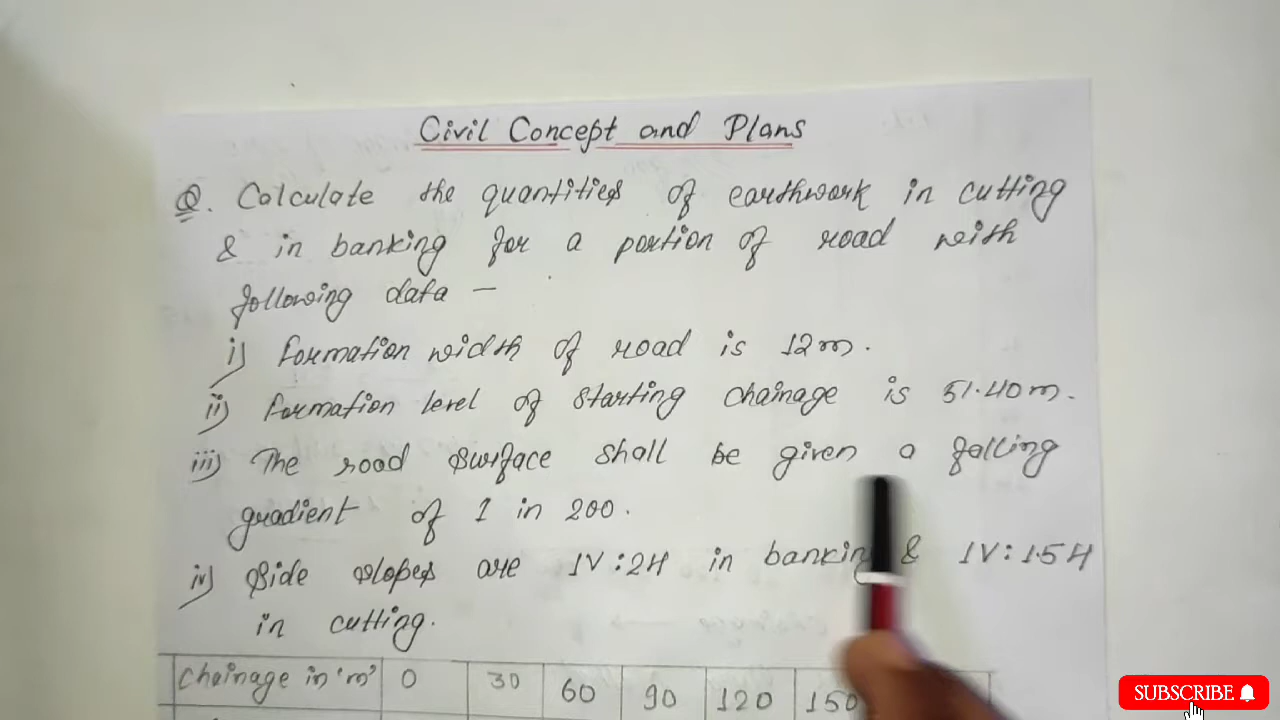 Civil Concept and Plans
Q. Calculate the quantities of earthwork in cutting
& in banking for a portion of road with
following data -
i) formation width of road is 12m.
ii) formation level of starting chainage is 51.40m.
iii) The road surface shall be given a falling
gradient of 1 in 200.
iv) Side slopes are 1V:2H in banking & 1V:1.5H
in cutting.
Chainage in 'm' 0 30 60 90 120 150
SUBSCRIBE